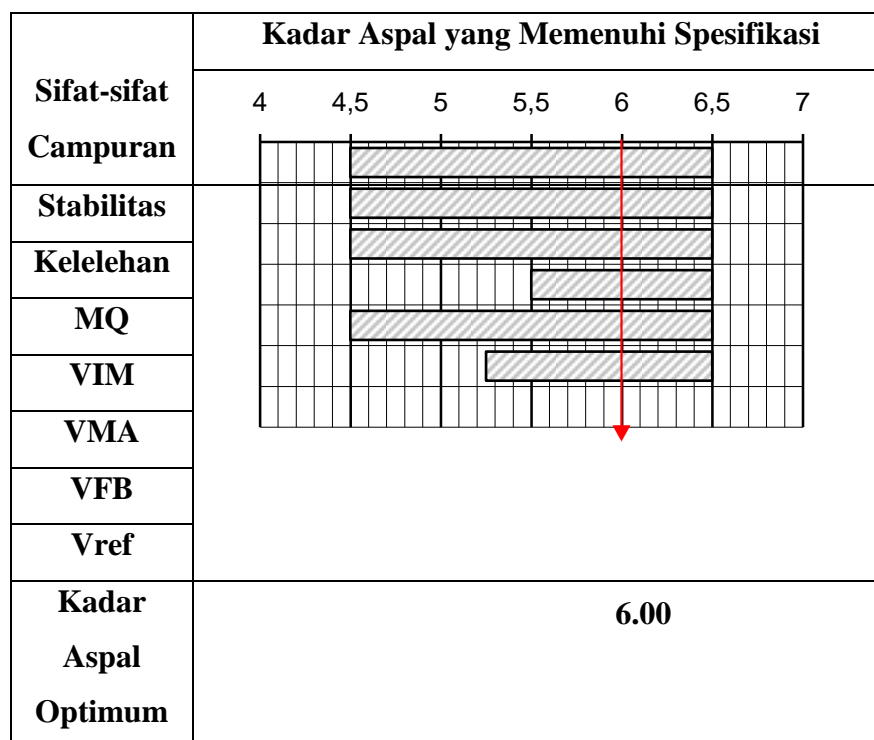 Kadar Aspal yang Memenuhi Spesifikasi
Sifat-sifat
Campuran
4 4,5 5 5,5 6 6,5 7
Stabilitas
Kelelehan
MQ
VIM
VMA
VFB
Vref
Kadar
Aspal
Optimum
6.00